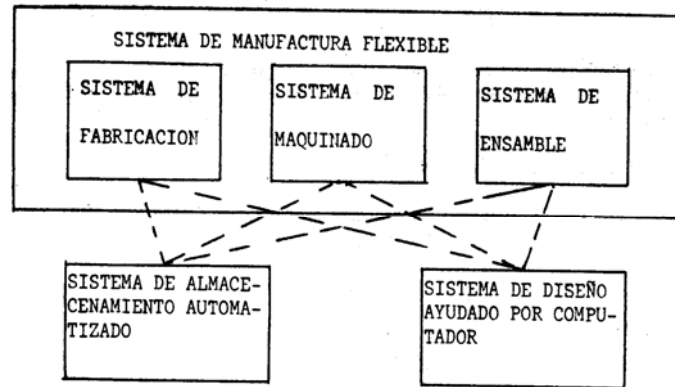 SISTEMA DE MANUFACTURA FLEXIBLE
SISTEMA DE
FABRICACION
SISTEMA DE
MAQUINADO
SISTEMA DE
ENSAMBLE
SISTEMA DE ALMACE-
CENAMIENTO AUTOMA-
TIZADO
SISTEMA DE DISEÑO
AYUDADO POR COMPU-
TADOR